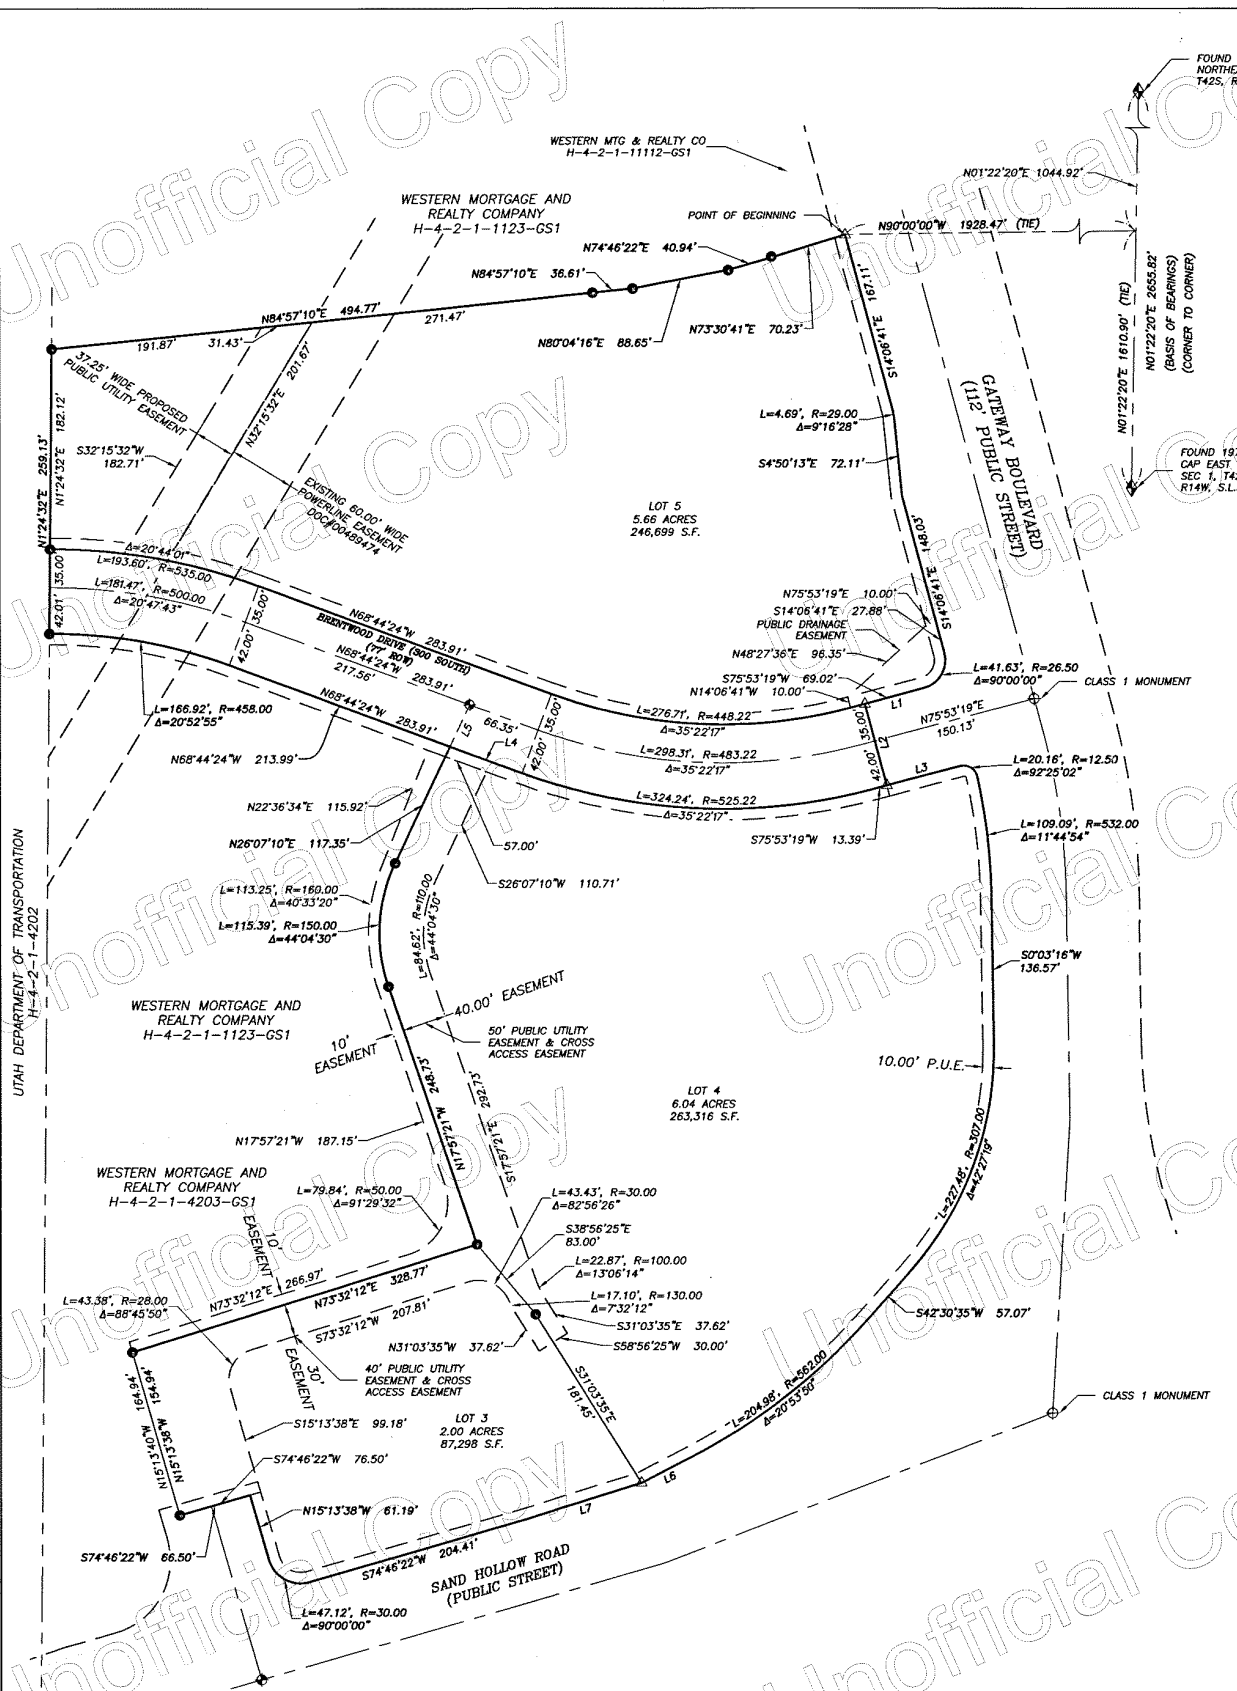 FOUND
NORTHE
T42S, R
WESTERN MTG & REALTY CO
H-4-2-1-11112-GS1
N01°22'20"E 1044.92'
WESTERN MORTGAGE AND
REALTY COMPANY
H-4-2-1-1123-GS1
POINT OF BEGINNING
N90°00'00"W 1928.47' (TIE)
N74°46'22"E 40.94'
N84°57'10"E 36.61'
N84°57'10"E 494.77'
271.47'
191.87'
31.43'
N80°04'16"E 88.65'
N73°30'41"E 70.23'
S14°06'41"E 167.11'
N01°22'20"E 1610.90' (TIE)
N01°22'20"E 2655.82'
(BASIS OF BEARINGS)
(CORNER TO CORNER)
37.25' WIDE PROPOSED
PUBLIC UTILITY EASEMENT
N32°15'32"E 201.67'
N1°24'32"E 259.13'
N1°24'32"E 182.12'
S32°15'32"W
182.71'
EXISTING 60.00' WIDE
POWERLINE EASEMENT
DOC#00489474
GATEWAY BOULEVARD
(112' PUBLIC STREET)
L=4.69', R=29.00
Δ=9°16'28"
S4°50'13"E 72.11'
FOUND 197
CAP EAST
SEC 1, T42
R14W, S.L.
LOT 5
5.66 ACRES
246,699 S.F.
S14°06'41"E 148.03'
Δ=20°44'01"
L=193.60', R=535.00
L=181.47', R=500.00
Δ=20°47'43"
35.00'
42.01'
35.00'
42.00'
N68°44'24"W 283.91'
BRENTWOOD DRIVE (300 SOUTH)
(77' ROW)
N68°44'24"W 283.91'
217.56'
N75°53'19"E 10.00'
S14°06'41"E 27.88'
PUBLIC DRAINAGE
EASEMENT
N48°27'36"E 96.35'
S75°53'19"W 69.02'
N14°06'41"W 10.00'
L=41.63', R=26.50
Δ=90°00'00"
CLASS 1 MONUMENT
L1
L2
N75°53'19"E
150.13'
L=166.92', R=458.00
Δ=20°52'55"
N68°44'24"W 283.91'
N68°44'24"W 213.99'
L5
66.35'
L4
35.00'
42.00'
L=276.71', R=448.22
Δ=35°22'17"
L=298.31', R=483.22
Δ=35°22'17"
L=324.24', R=525.22
Δ=35°22'17"
35.00'
42.00'
L3
L=20.16', R=12.50
Δ=92°25'02"
N22°36'34"E 115.92'
N26°07'10"E 117.35'
57.00'
S26°07'10"W 110.71'
S75°53'19"W 13.39'
L=109.09', R=532.00
Δ=11°44'54"
L=113.25', R=160.00
Δ=40°33'20"
L=115.39', R=150.00
Δ=44°04'30"
L=84.62', R=110.00
Δ=44°04'30"
S0°03'16"W
136.57'
UTAH DEPARTMENT OF TRANSPORTATION
H-4-2-1-4202
WESTERN MORTGAGE AND
REALTY COMPANY
H-4-2-1-1123-GS1
40.00' EASEMENT
10'
EASEMENT
50' PUBLIC UTILITY
EASEMENT & CROSS
ACCESS EASEMENT
10.00' P.U.E.
N17°57'21"W 248.73'
S17°57'21"E 292.73'
LOT 4
6.04 ACRES
263,316 S.F.
N17°57'21"W 187.15'
L=227.48', R=307.00
Δ=42°27'19"
WESTERN MORTGAGE AND
REALTY COMPANY
H-4-2-1-4203-GS1
L=79.84', R=50.00
Δ=91°29'32"
L=43.43', R=30.00
Δ=82°56'26"
S38°56'25"E
83.00'
L=22.87', R=100.00
Δ=13°06'14"
10'
EASEMENT
N73°32'12"E 266.97'
N73°32'12"E 328.77'
S73°32'12"W 207.81'
L=43.38', R=28.00
Δ=88°45'50"
L=17.10', R=130.00
Δ=7°32'12"
S31°03'35"E 37.62'
N31°03'35"W 37.62'
S58°56'25"W 30.00'
S42°30'35"W 57.07'
30'
EASEMENT
40' PUBLIC UTILITY
EASEMENT & CROSS
ACCESS EASEMENT
S31°03'35"E
181.45'
L=204.98', R=562.00
Δ=20°53'50"
CLASS 1 MONUMENT
N15°13'40"W 194.94'
N15°13'38"W 154.94'
S15°13'38"E 99.18'
LOT 3
2.00 ACRES
87,298 S.F.
S74°46'22"W 76.50'
N15°13'38"W 61.19'
L6
L7
S74°46'22"W 66.50'
S74°46'22"W 204.41'
SAND HOLLOW ROAD
(PUBLIC STREET)
L=47.12', R=30.00
Δ=90°00'00"
Unofficial Copy
Unofficial Copy
Unofficial Copy
Unofficial Copy
Unofficial Co
Unofficial Co
Unofficial Co
Unofficial Co